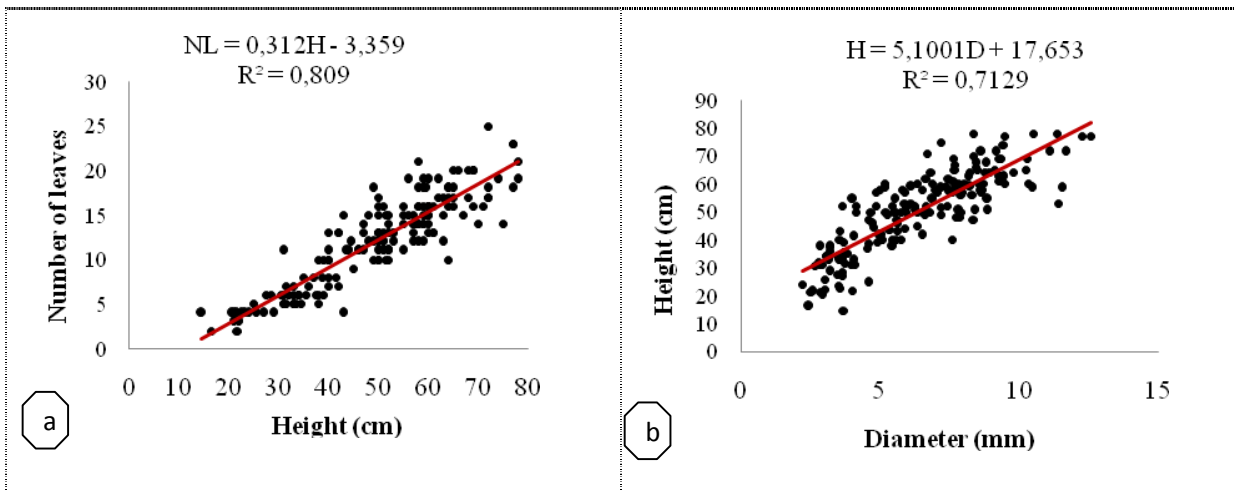 NL = 0,312H - 3,359
R² = 0,809
30
25
20
15
10
5
0
Number of leaves
0 10 20 30 40 50 60 70 80
Height (cm)
a
H = 5,1001D + 17,653
R² = 0,7129
90
80
70
60
50
40
30
20
10
0
Height (cm)
0 5 10 15
Diameter (mm)
b